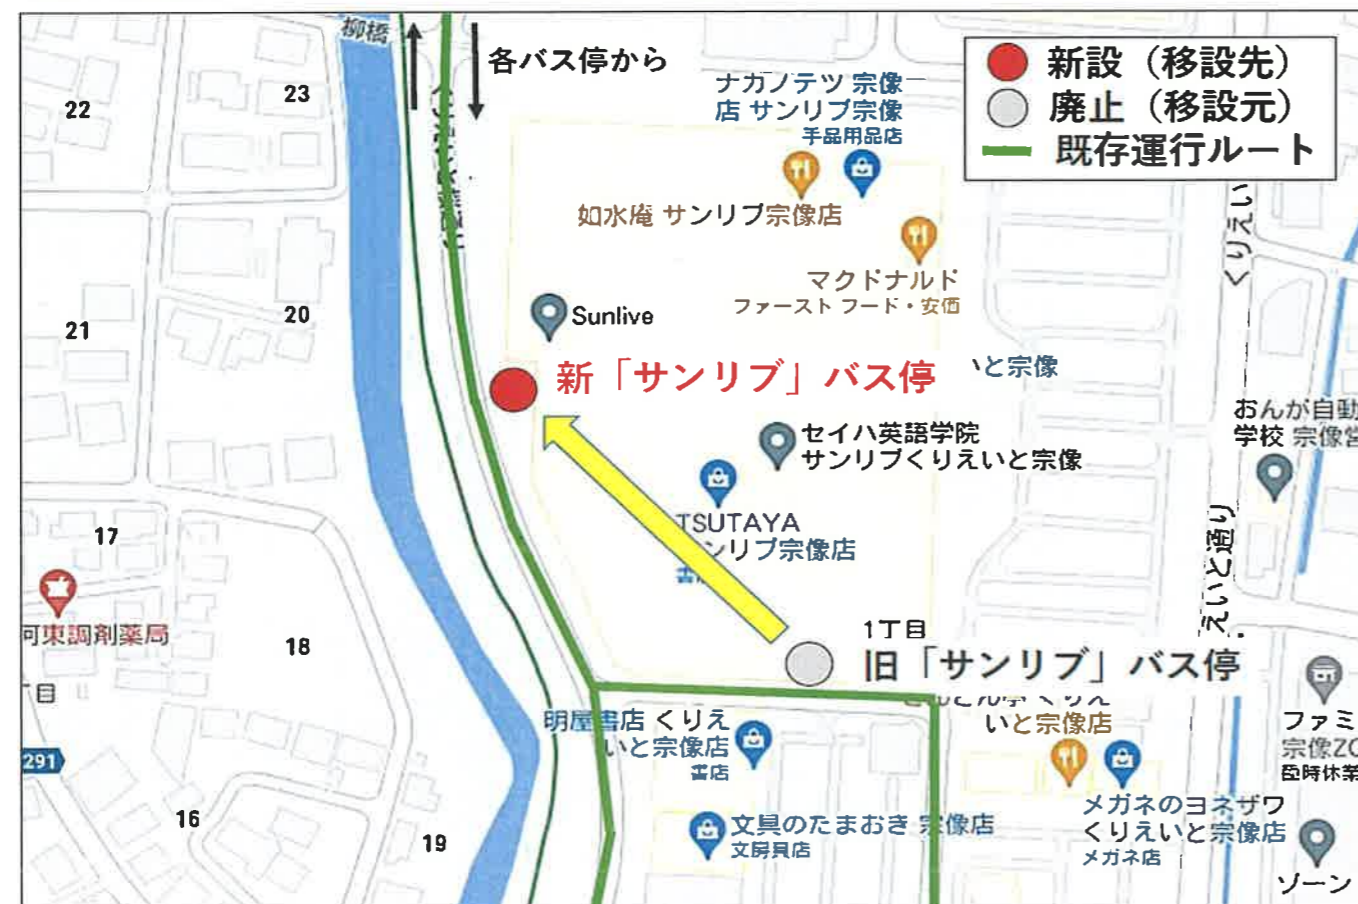 柳橋
各バス停から
新設（移設先）
廃止（移設元）
既存運行ルート
22
23
ナガノテツ 宗像
店 サンリブ宗像
手品用品店
如水庵 サンリブ宗像店
マクドナルド
ファースト フード・安価
くりえい
21
20
Sunlive
新「サンリブ」バス停
いと宗像
セイハ英語学院
サンリブくりえいと宗像
おんが自動
学校 宗像営
TSUTAYA
ンリブ宗像店
17
河東調剤薬局
18
えいと通り
1丁目
旧「サンリブ」バス停
丁目
明屋書店 くりえ
いと宗像店
書店
いと宗像店
ファミ
宗像ZO
臨時休業
291
16
19
文具のたまおき 宗像店
文房具店
メガネのヨネザワ
くりえいと宗像店
メガネ店
ゾーン